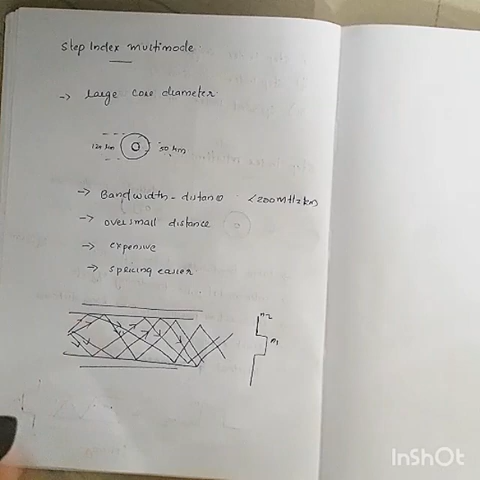 Step Index multimode
-> Large core diameter
120 µm 50 µm
-> Bandwidth - distance <200MHz km
-> over small distance
-> expensive
-> splicing easier
n2
n1
InShOt